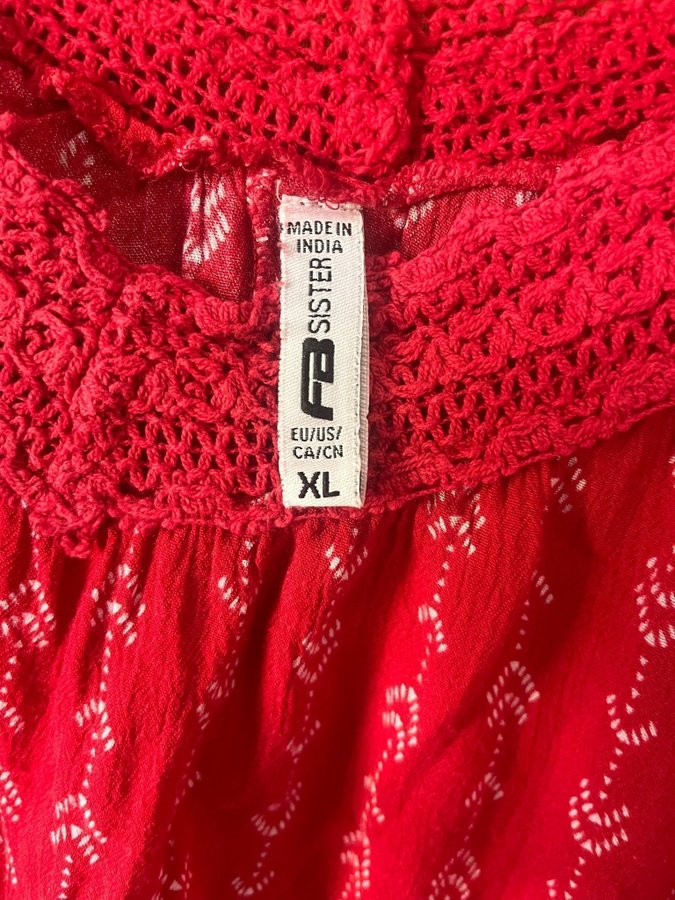 MADE IN
INDIA
FB SISTER
EU/US/
CA/CN
XL